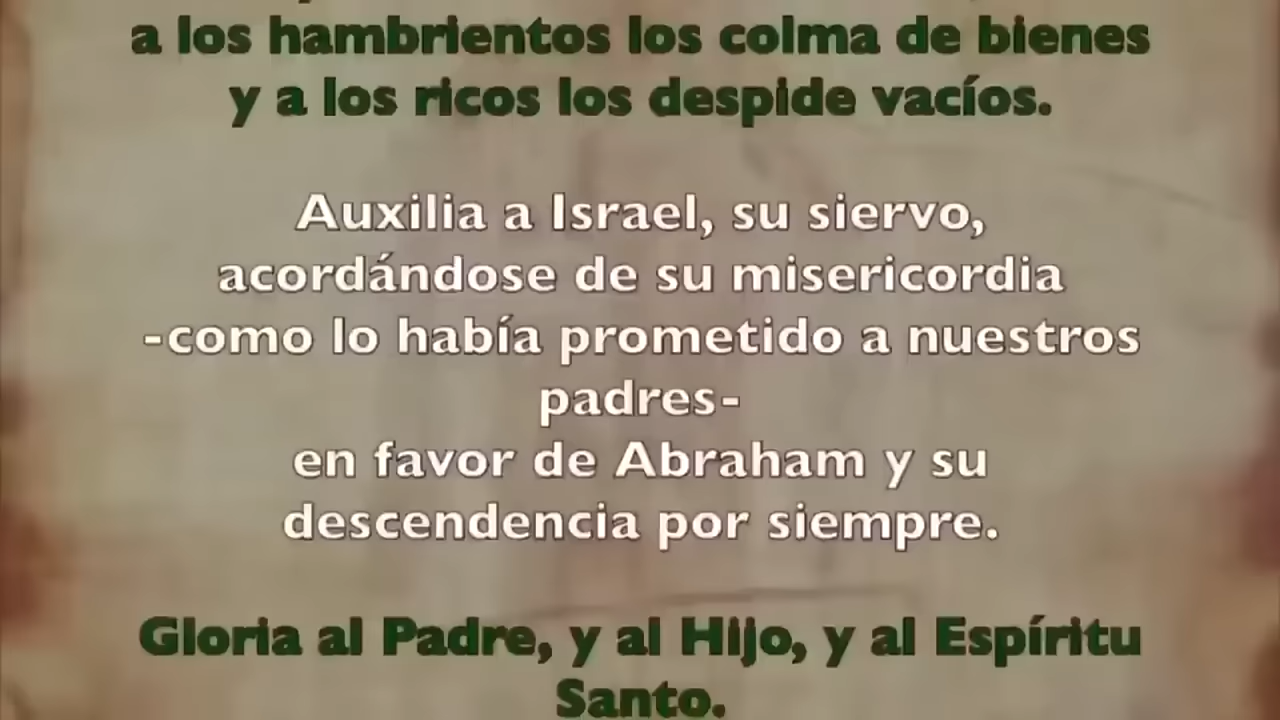 a los hambrientos los colma de bienes
y a los ricos los despide vacíos.
Auxilia a Israel, su siervo,
acordándose de su misericordia
-como lo había prometido a nuestros
padres-
en favor de Abraham y su
descendencia por siempre.
Gloria al Padre, y al Hijo, y al Espíritu
Santo.